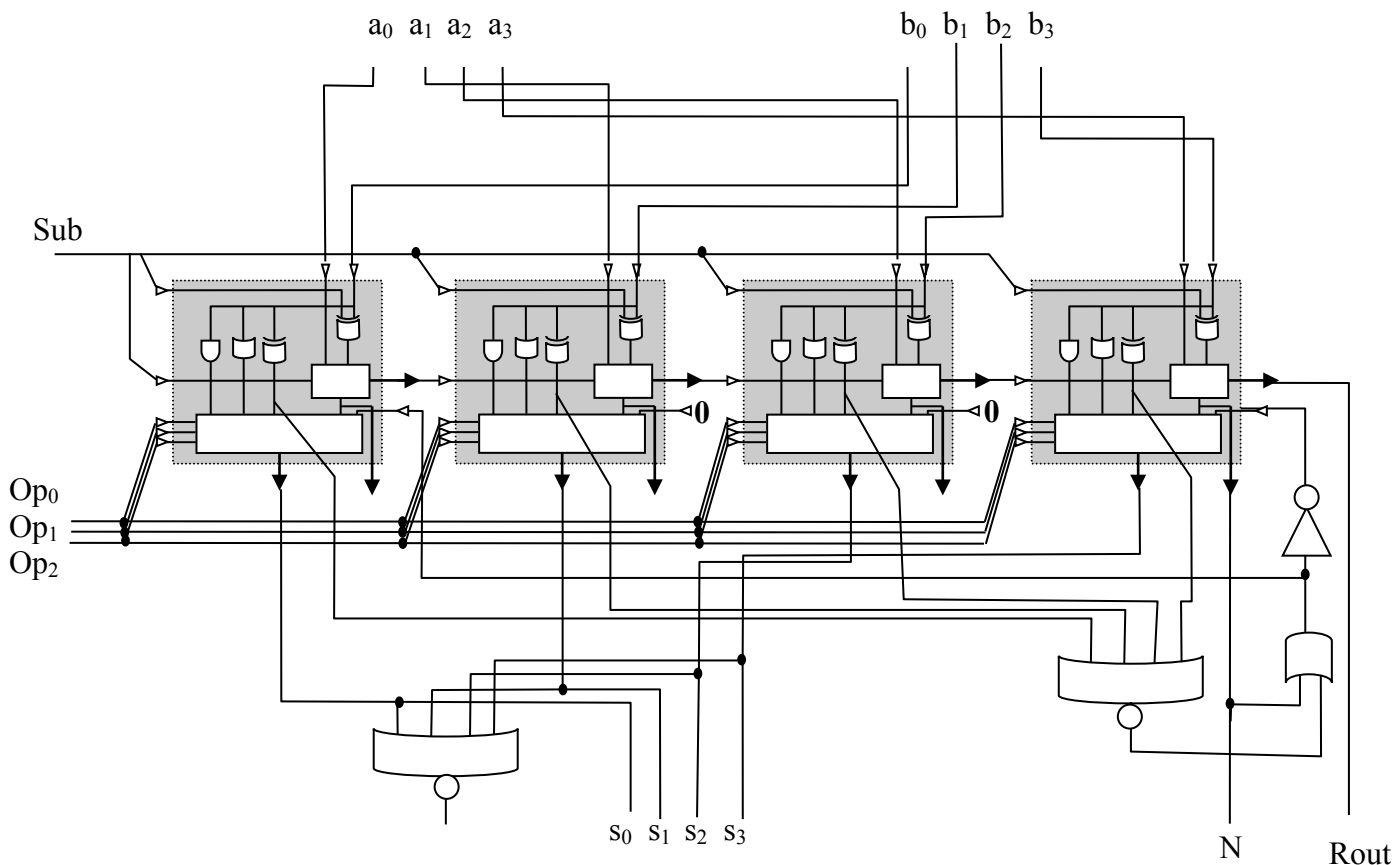 a₀ a₁ a₂ a₃ b₀ b₁ b₂ b₃
Sub
0 0
Op₀
Op₁
Op₂
s₀ s₁ s₂ s₃ N Rout